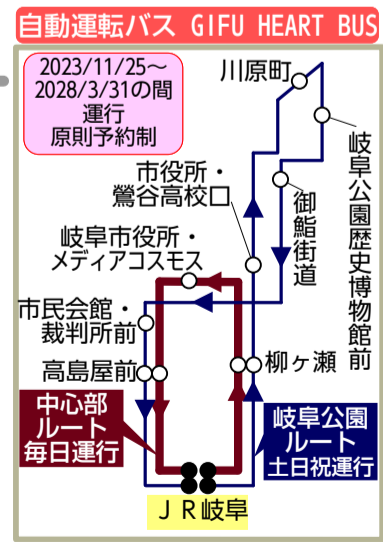 自動運転バス GIFU HEART BUS
2023/11/25～
2028/3/31の間
運行
原則予約制
川原町
岐阜公園歴史博物館前
市役所・
鶯谷高校口
御鮨街道
岐阜市役所・
メディアコスモス
市民会館・
裁判所前
高島屋前
柳ヶ瀬
中心部
ルート
毎日運行
岐阜公園
ルート
土日祝運行
ＪＲ岐阜